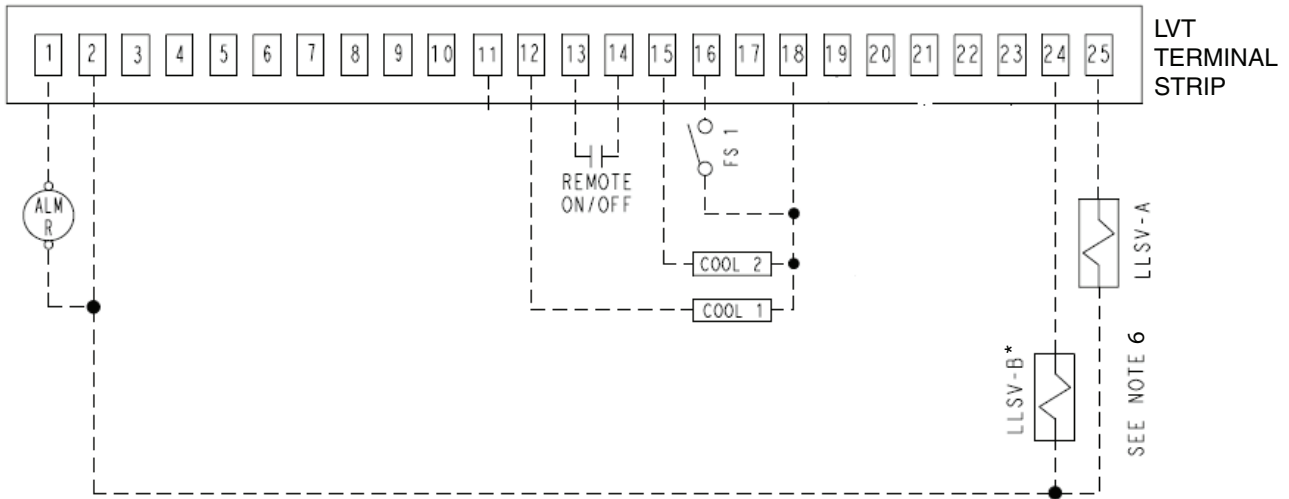 1 2 3 4 5 6 7 8 9 10 11 12 13 14 15 16 17 18 19 20 21 22 23 24 25
LVT
TERMINAL
STRIP
FS 1
REMOTE
ON/OFF
ALM
R
LLSV-A
COOL 2
COOL 1
LLSV-B*
SEE NOTE 6